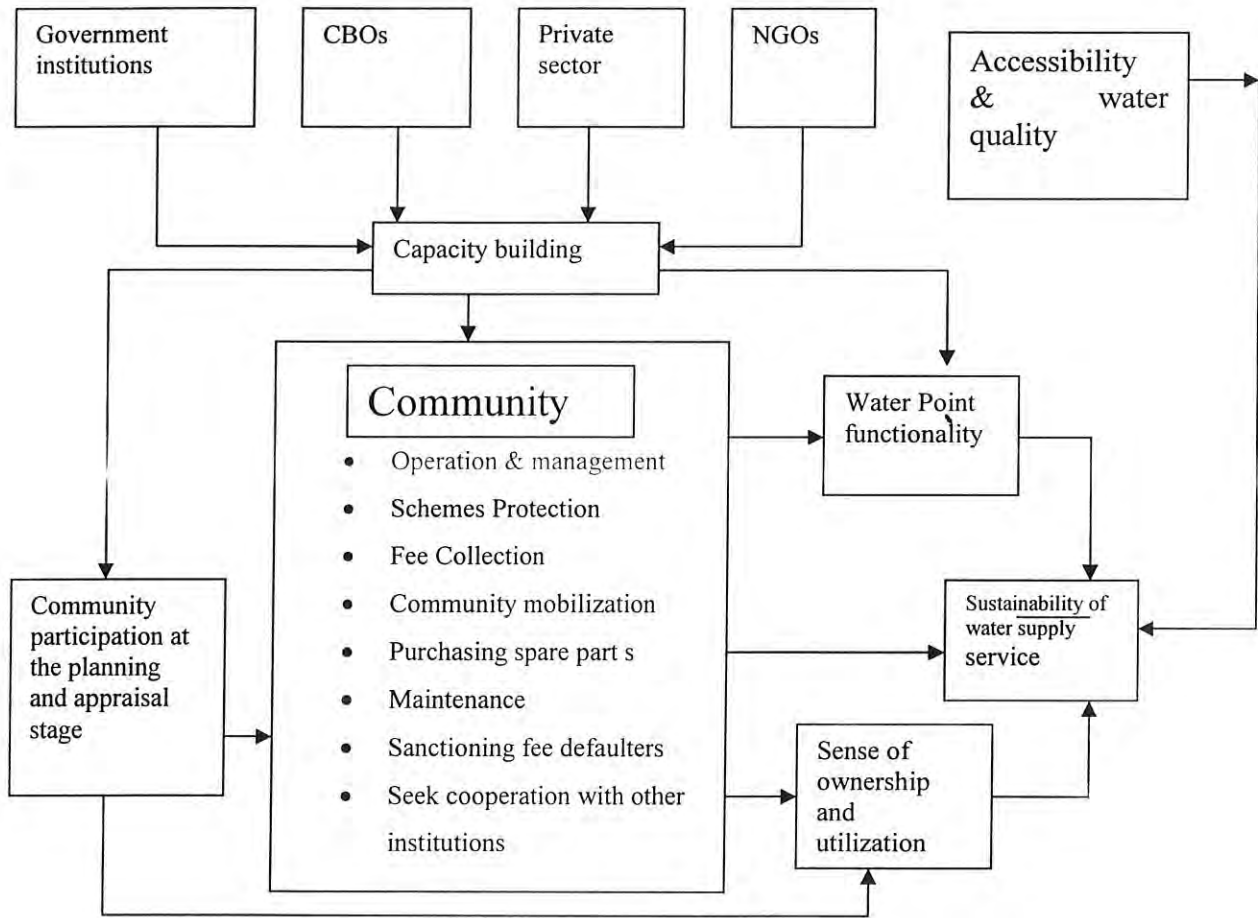 Government
institutions
CBOs
Private
sector
NGOs
Accessibility
& water
quality
Capacity building
Community
• Operation & management
• Schemes Protection
• Fee Collection
• Community mobilization
• Purchasing spare part s
• Maintenance
• Sanctioning fee defaulters
• Seek cooperation with other
institutions
Water Point
functionality
Community
participation at
the planning
and appraisal
stage
Sustainability of
water supply
service
Sense of
ownership
and
utilization